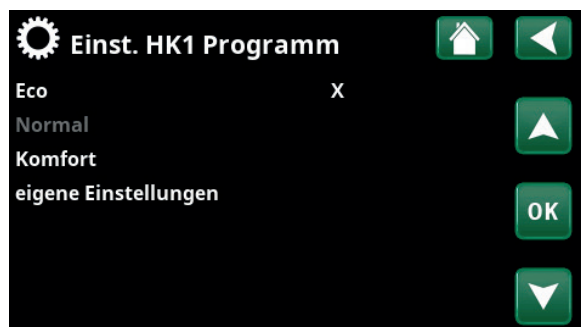 Einst. HK1 Programm
Eco X
Normal
Komfort
eigene Einstellungen
OK